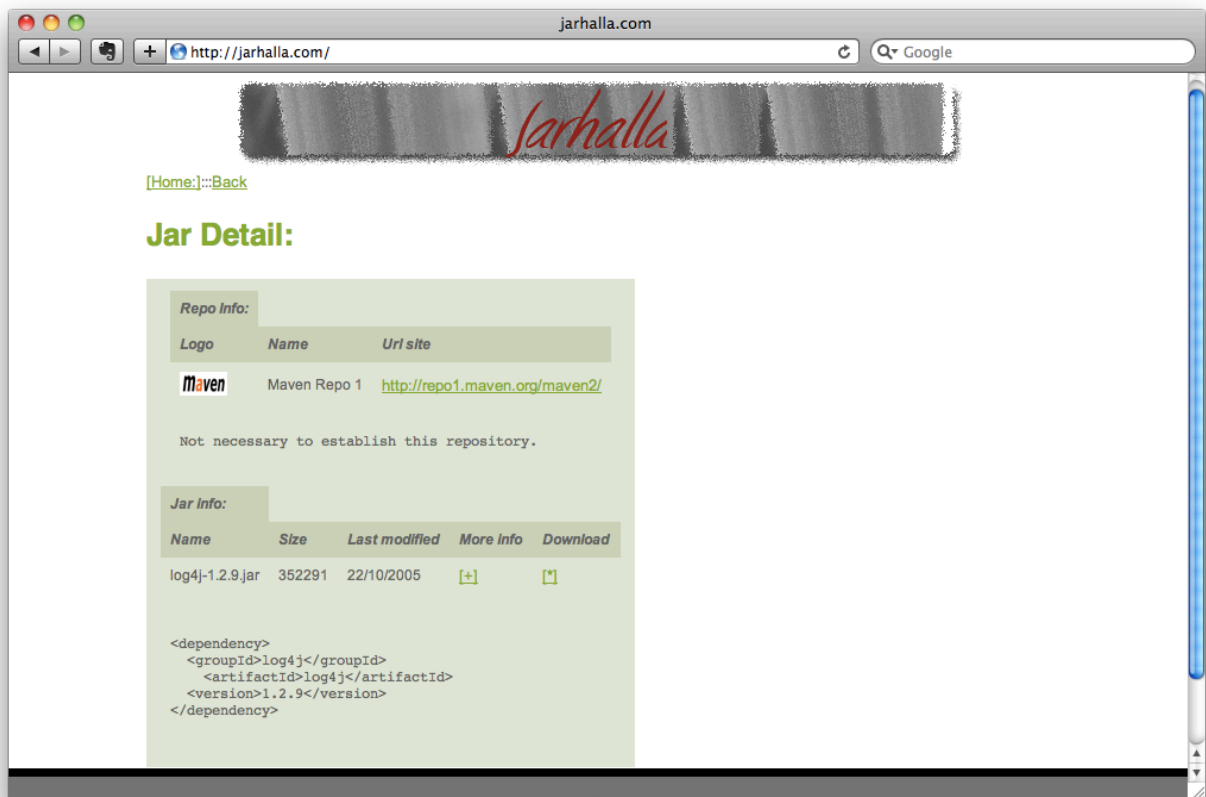 jarhalla.com
http://jarhalla.com/
Google
Jarhalla
[Home:]:::Back
Jar Detail:
Repo Info:
Logo Name Url site
maven Maven Repo 1 http://repo1.maven.org/maven2/
Not necessary to establish this repository.
Jar info:
Name Size Last modified More info Download
log4j-1.2.9.jar 352291 22/10/2005 [+] [*]
<dependency>
  <groupId>log4j</groupId>
    <artifactId>log4j</artifactId>
  <version>1.2.9</version>
</dependency>